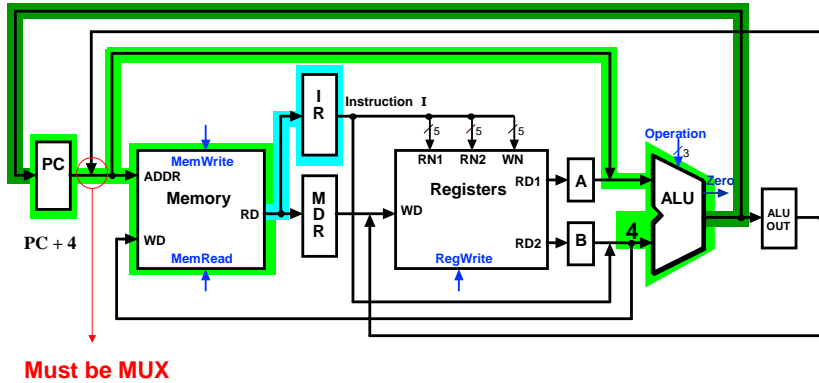 I
R
Instruction I
PC
5
5
5
Operation
3
MemWrite
RN1 RN2 WN
ADDR
Memory
Registers
RD1
A
Zero
ALU
M
D
R
RD
WD
4
ALU
OUT
PC + 4
WD
RD2
B
MemRead
RegWrite
Must be MUX